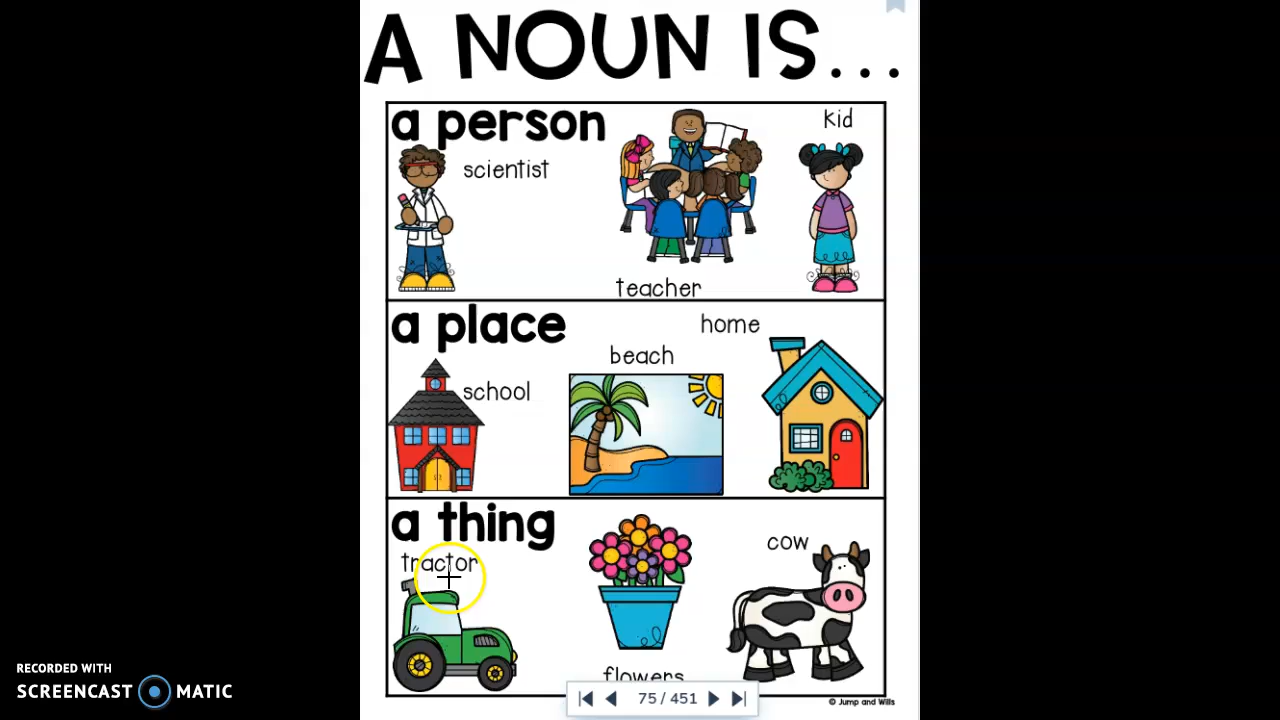 A NOUN IS...
a person
scientist
kid
teacher
a place
school
beach
home
a thing
tractor
flowers
cow
75 / 451
© Jump and Wills
RECORDED WITH
SCREENCAST MATIC